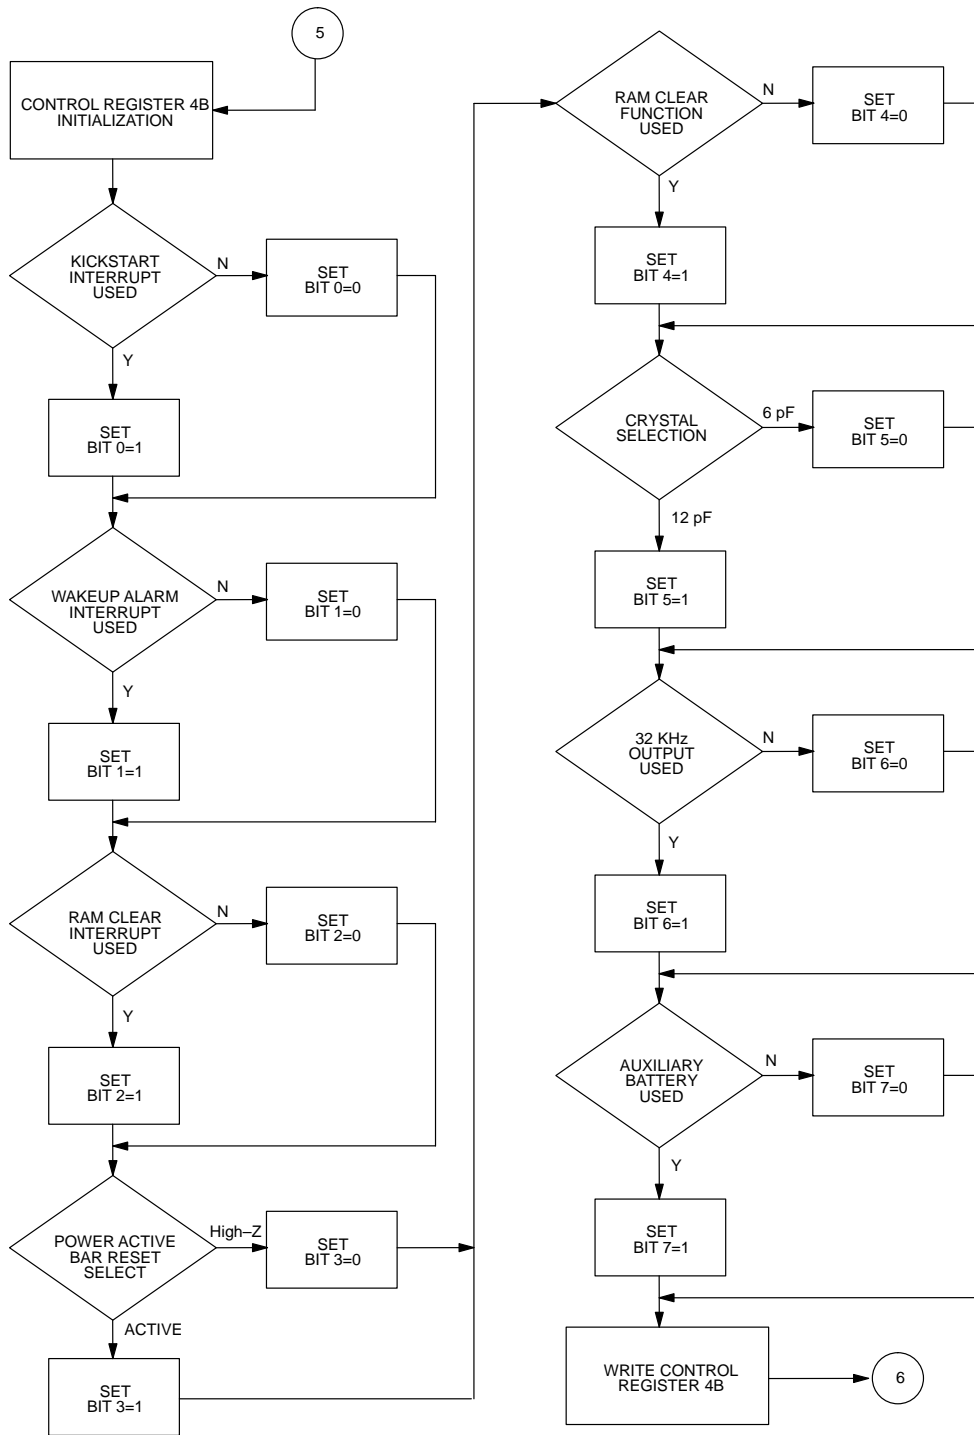 5
CONTROL REGISTER 4B
INITIALIZATION
KICKSTART
INTERRUPT
USED
N
SET
BIT 0=0
Y
SET
BIT 0=1
WAKEUP ALARM
INTERRUPT
USED
N
SET
BIT 1=0
Y
SET
BIT 1=1
RAM CLEAR
INTERRUPT
USED
N
SET
BIT 2=0
Y
SET
BIT 2=1
POWER ACTIVE
BAR RESET
SELECT
High–Z
SET
BIT 3=0
ACTIVE
SET
BIT 3=1
RAM CLEAR
FUNCTION
USED
N
SET
BIT 4=0
Y
SET
BIT 4=1
CRYSTAL
SELECTION
6 pF
SET
BIT 5=0
12 pF
SET
BIT 5=1
32 KHz
OUTPUT
USED
N
SET
BIT 6=0
Y
SET
BIT 6=1
AUXILIARY
BATTERY
USED
N
SET
BIT 7=0
Y
SET
BIT 7=1
WRITE CONTROL
REGISTER 4B
6